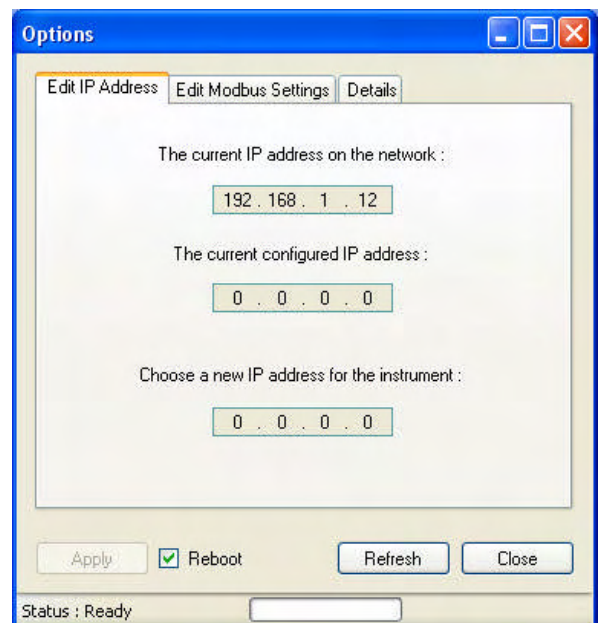 Options
Edit IP Address Edit Modbus Settings Details
The current IP address on the network :
192 . 168 . 1 . 12
The current configured IP address :
0 . 0 . 0 . 0
Choose a new IP address for the instrument :
0 . 0 . 0 . 0
Apply Reboot Refresh Close
Status : Ready